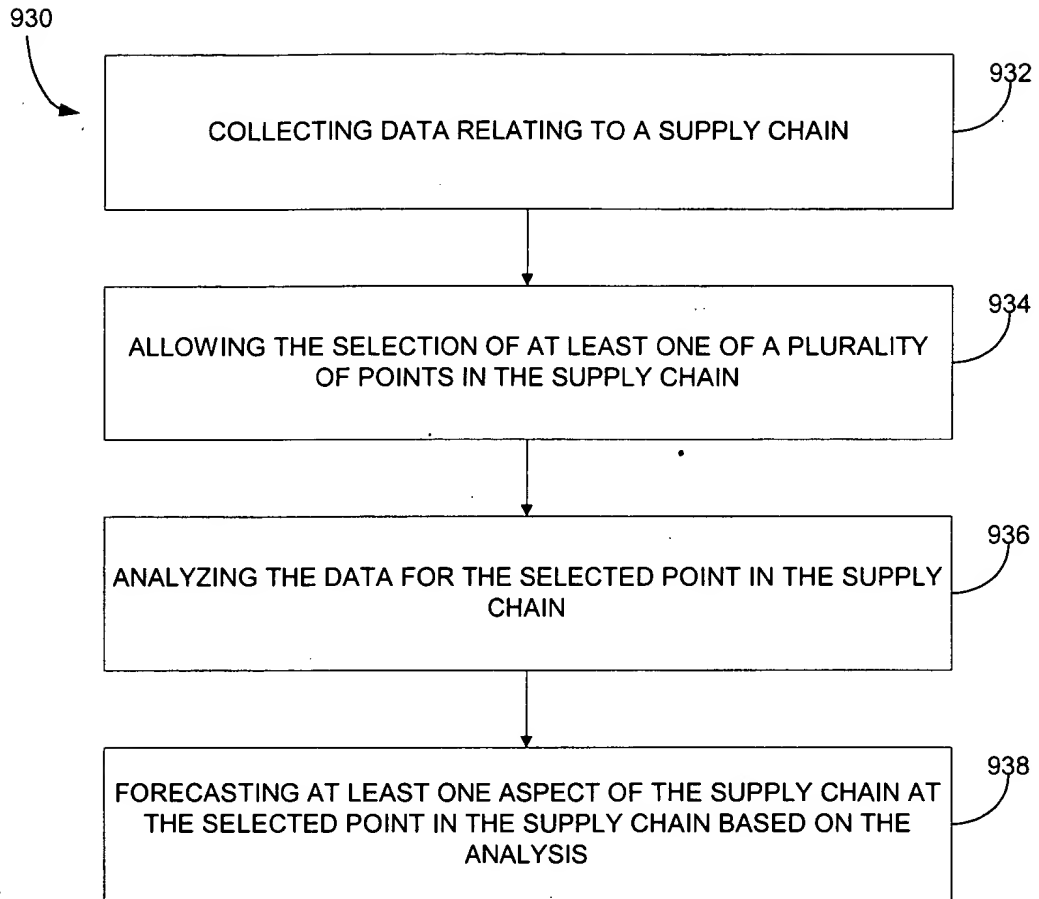 930
932
COLLECTING DATA RELATING TO A SUPPLY CHAIN
934
ALLOWING THE SELECTION OF AT LEAST ONE OF A PLURALITY
OF POINTS IN THE SUPPLY CHAIN
936
ANALYZING THE DATA FOR THE SELECTED POINT IN THE SUPPLY
CHAIN
938
FORECASTING AT LEAST ONE ASPECT OF THE SUPPLY CHAIN AT
THE SELECTED POINT IN THE SUPPLY CHAIN BASED ON THE
ANALYSIS